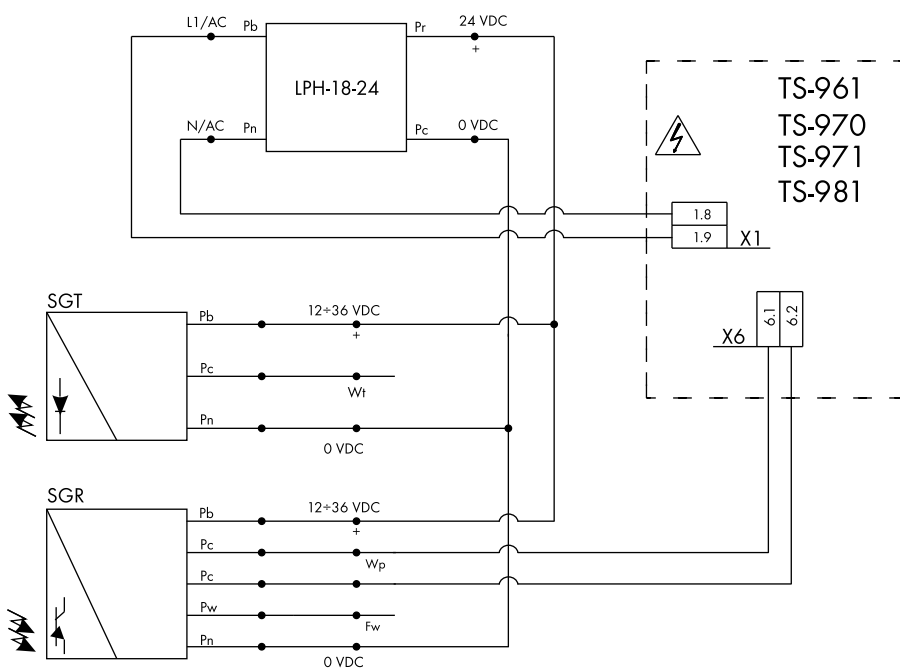 L1/AC Pb Pr 24 VDC
+
LPH-18-24
N/AC Pn Pc 0 VDC
TS-961
TS-970
TS-971
TS-981
1.8
1.9 X1
6.1 6.2
X6
SGT
Pb 12÷36 VDC
+
Pc
Wt
Pn
0 VDC
SGR
Pb 12÷36 VDC
+
Pc
Wp
Pc
Pw
Fw
Pn
0 VDC